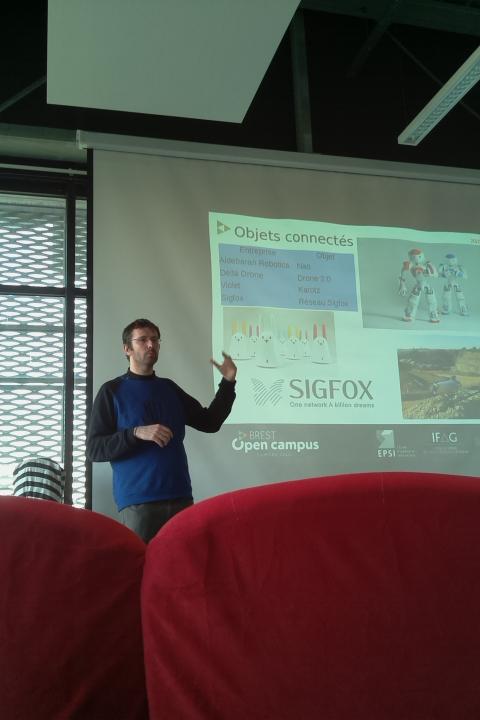 Objets connectés
Entreprise Objet
Aldebaran Robotics Nao
Delta Drone Drone 2.0
Violet Karotz
Sigfox Réseau Sigfox
SIGFOX
One network A billion dreams
BREST
Open campus
EPSI
IFAG